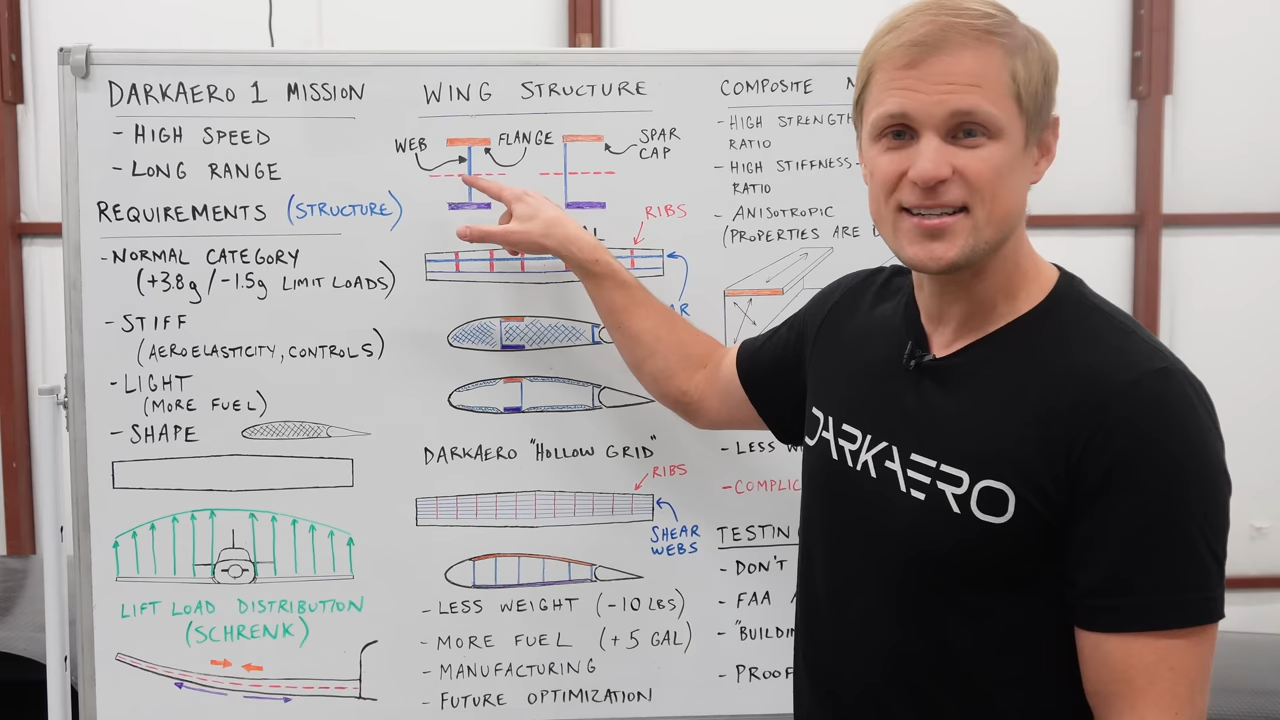 DARKAERO 1 MISSION
- HIGH SPEED
- LONG RANGE
REQUIREMENTS (STRUCTURE)
- NORMAL CATEGORY
(+3.8g / -1.5g LIMIT LOADS)
- STIFF
(AEROELASTICITY, CONTROLS)
- LIGHT
(MORE FUEL)
- SHAPE
LIFT LOAD DISTRIBUTION
(SCHRENK)
WING STRUCTURE
WEB
FLANGE
SPAR
CAP
RIBS
DARKAERO "HOLLOW GRID"
RIBS
SHEAR
WEBS
- LESS WEIGHT (-10 LBS)
- MORE FUEL (+5 GAL)
- MANUFACTURING
- FUTURE OPTIMIZATION
COMPOSITE
- HIGH STRENGTH
RATIO
- HIGH STIFFNESS-
RATIO
- ANISOTROPIC
(PROPERTIES ARE
- LESS
TESTIN
- DON'T
- FAA
- "BUILDIN
- PROOF
DARKAERO